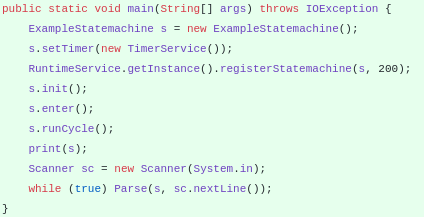 public static void main(String[] args) throws IOException {
ExampleStatemachine s = new ExampleStatemachine();
s.setTimer(new TimerService());
RuntimeService.getInstance().registerStatemachine(s, 200);
s.init();
s.enter();
s.runCycle();
print(s);
Scanner sc = new Scanner(System.in);
while (true) Parse(s, sc.nextLine());
}